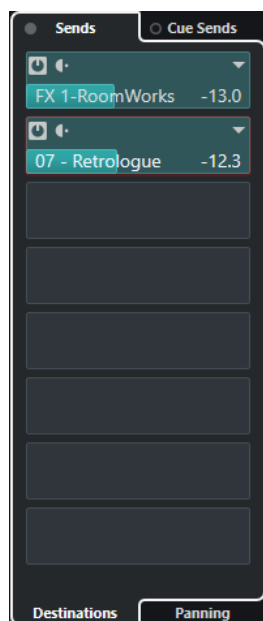 Sends Cue Sends
FX 1-RoomWorks -13.0
07 - Retrologue -12.3
Destinations Panning